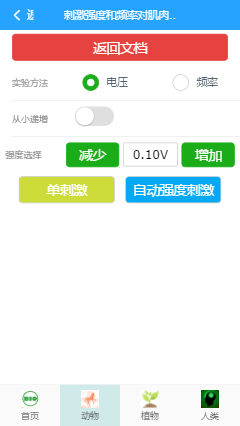 刺激强度和频率对肌肉..
返回文档
实验方法 电压 频率
从小递增
强度选择 减少 0.10V 增加
单刺激 自动强度刺激
首页 动物 植物 人类